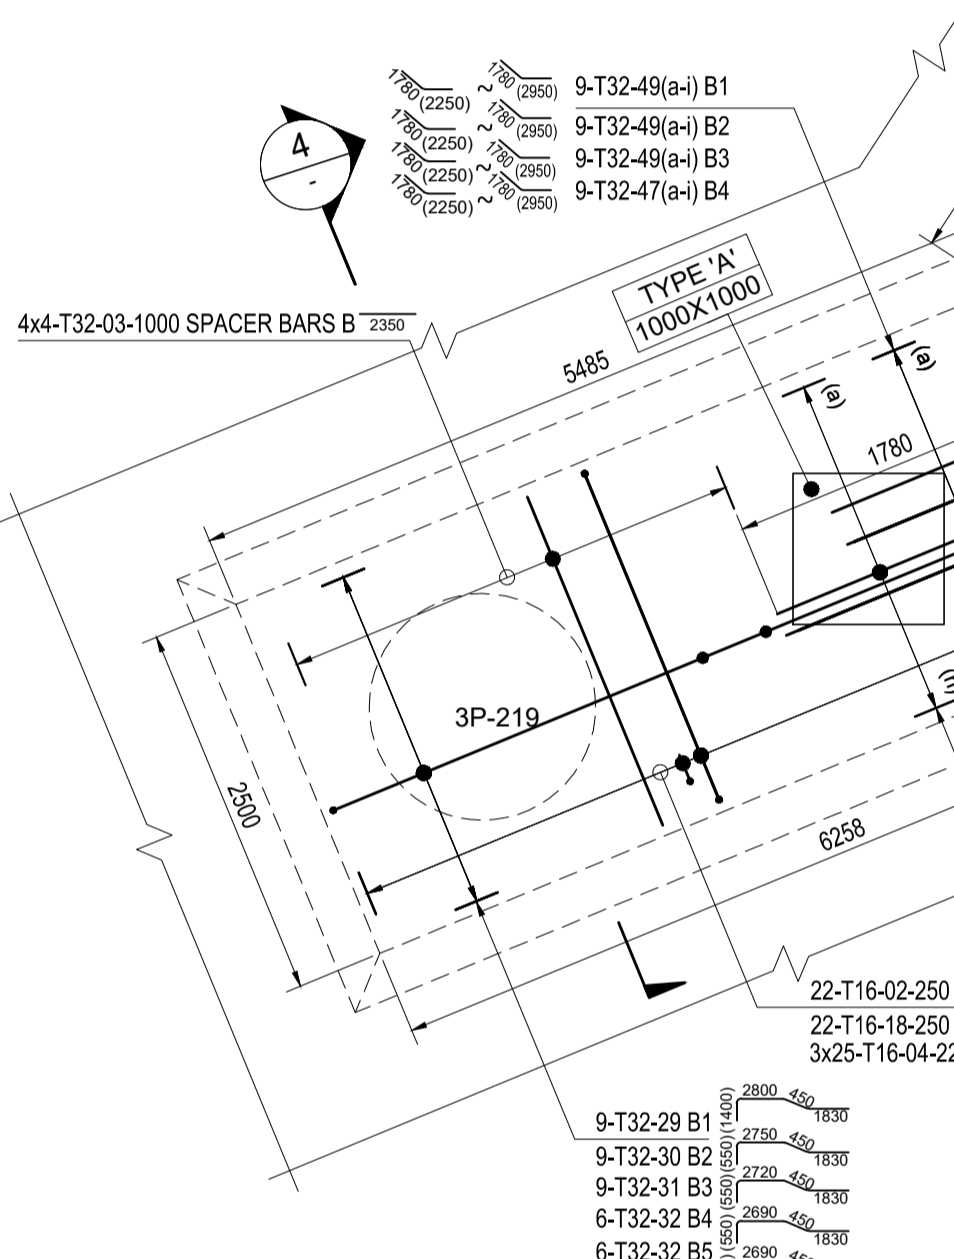 1780 (2250) ~ 1780 (2950) 9-T32-49(a-i) B1
1780 (2250) ~ 1780 (2950) 9-T32-49(a-i) B2
1780 (2250) ~ 1780 (2950) 9-T32-49(a-i) B3
1780 (2250) ~ 1780 (2950) 9-T32-47(a-i) B4
4
-
TYPE 'A'
1000X1000
4x4-T32-03-1000 SPACER BARS B 2350
5485
(a)
(a)
1780
3P-219
2500
6258
22-T16-02-250
22-T16-18-250
3x25-T16-04-22
9-T32-29 B1 (1400) 2800 450 1830
9-T32-30 B2 (550) 2750 450 1830
9-T32-31 B3 (550) 2720 450 1830
6-T32-32 B4 (550) 2690 450 1830
6-T32-32 B5 2690